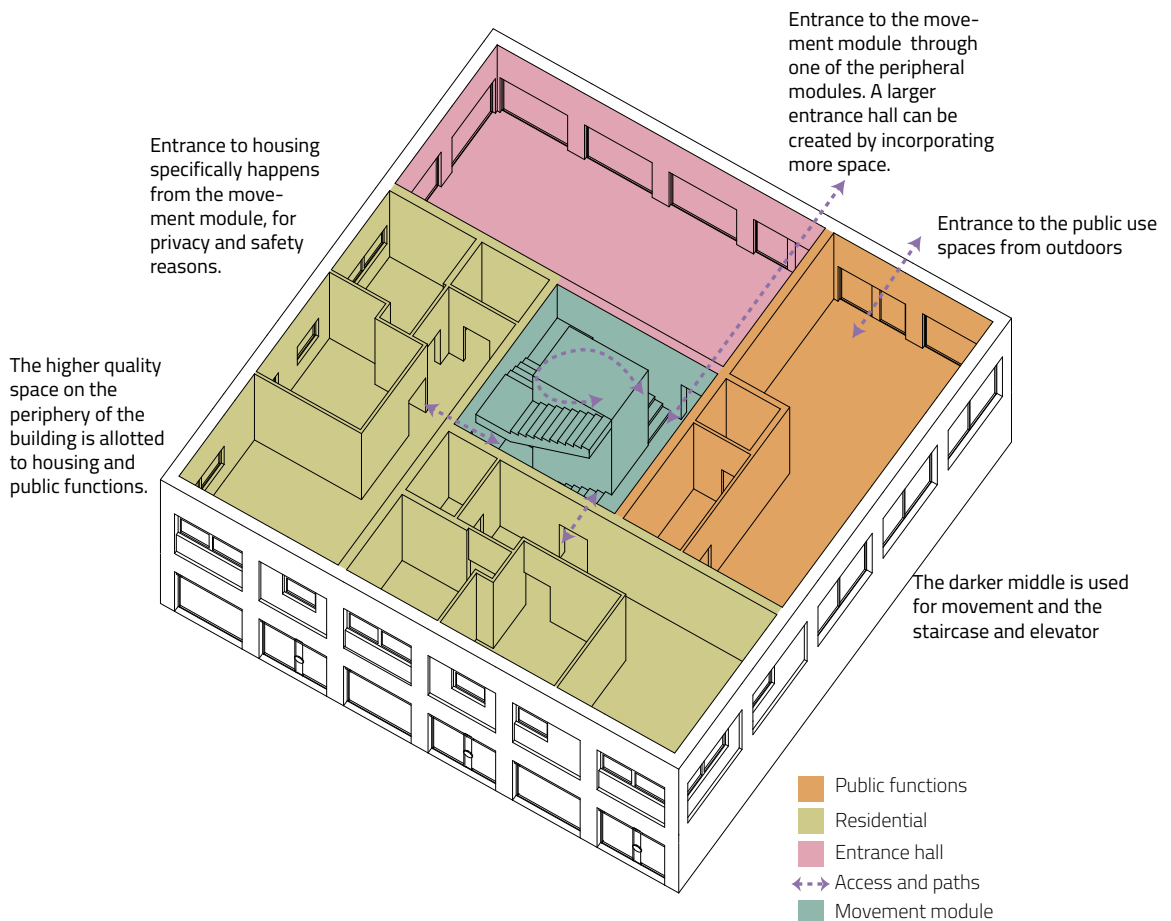 Entrance to the move-
ment module through
one of the peripheral
modules. A larger
entrance hall can be
created by incorporating
more space.
Entrance to housing
specifically happens
from the move-
ment module, for
privacy and safety
reasons.
Entrance to the public use
spaces from outdoors
The higher quality
space on the
periphery of the
building is allotted
to housing and
public functions.
The darker middle is used
for movement and the
staircase and elevator
Public functions
Residential
Entrance hall
Access and paths
Movement module